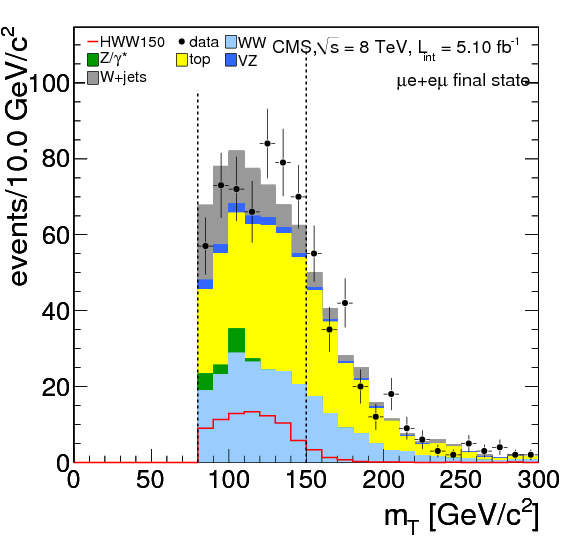 HWW150 data WW CMS,√s = 8 TeV, L_int = 5.10 fb⁻¹
Z/γ* top VZ
W+jets
μe+eμ final state
events/10.0 GeV/c²
100
80
60
40
20
0
0 50 100 150 200 250 300
m_T [GeV/c²]